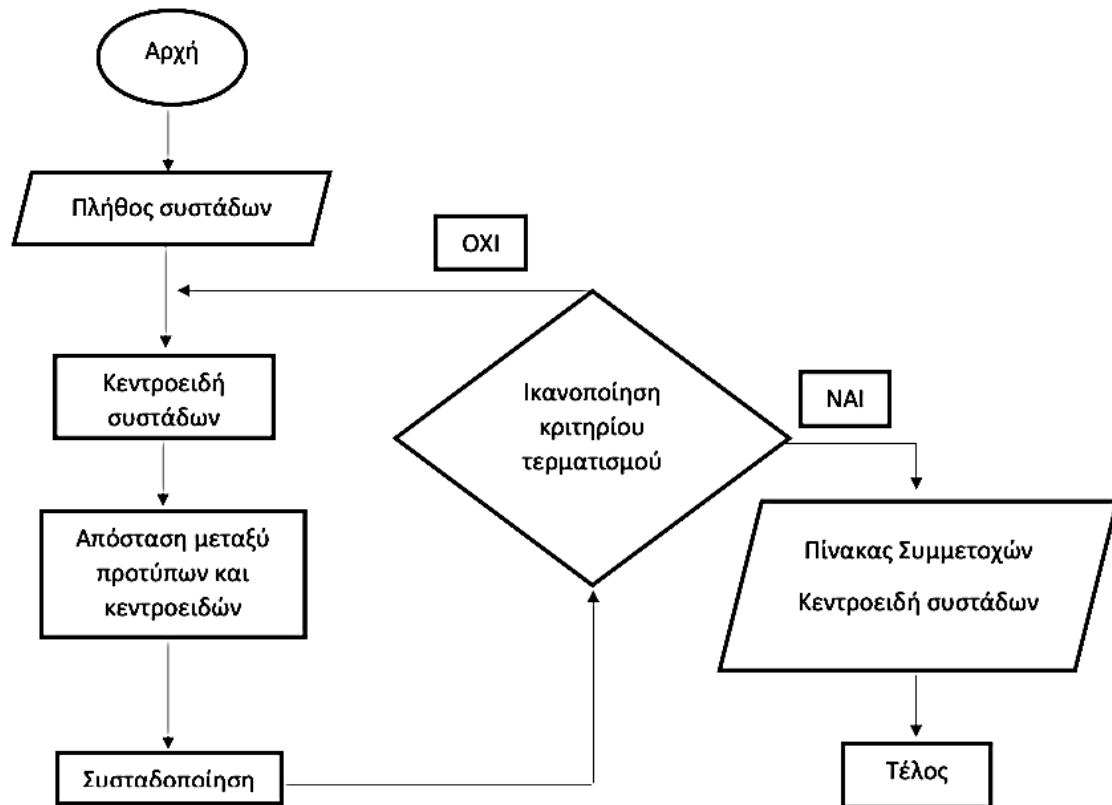 Αρχή
Πλήθος συστάδων
ΟΧΙ
Κεντροειδή
συστάδων
Ικανοποίηση
κριτηρίου
τερματισμού
ΝΑΙ
Απόσταση μεταξύ
προτύπων και
κεντροειδών
Πίνακας Συμμετοχών
Κεντροειδή συστάδων
Συσταδοποίηση
Τέλος